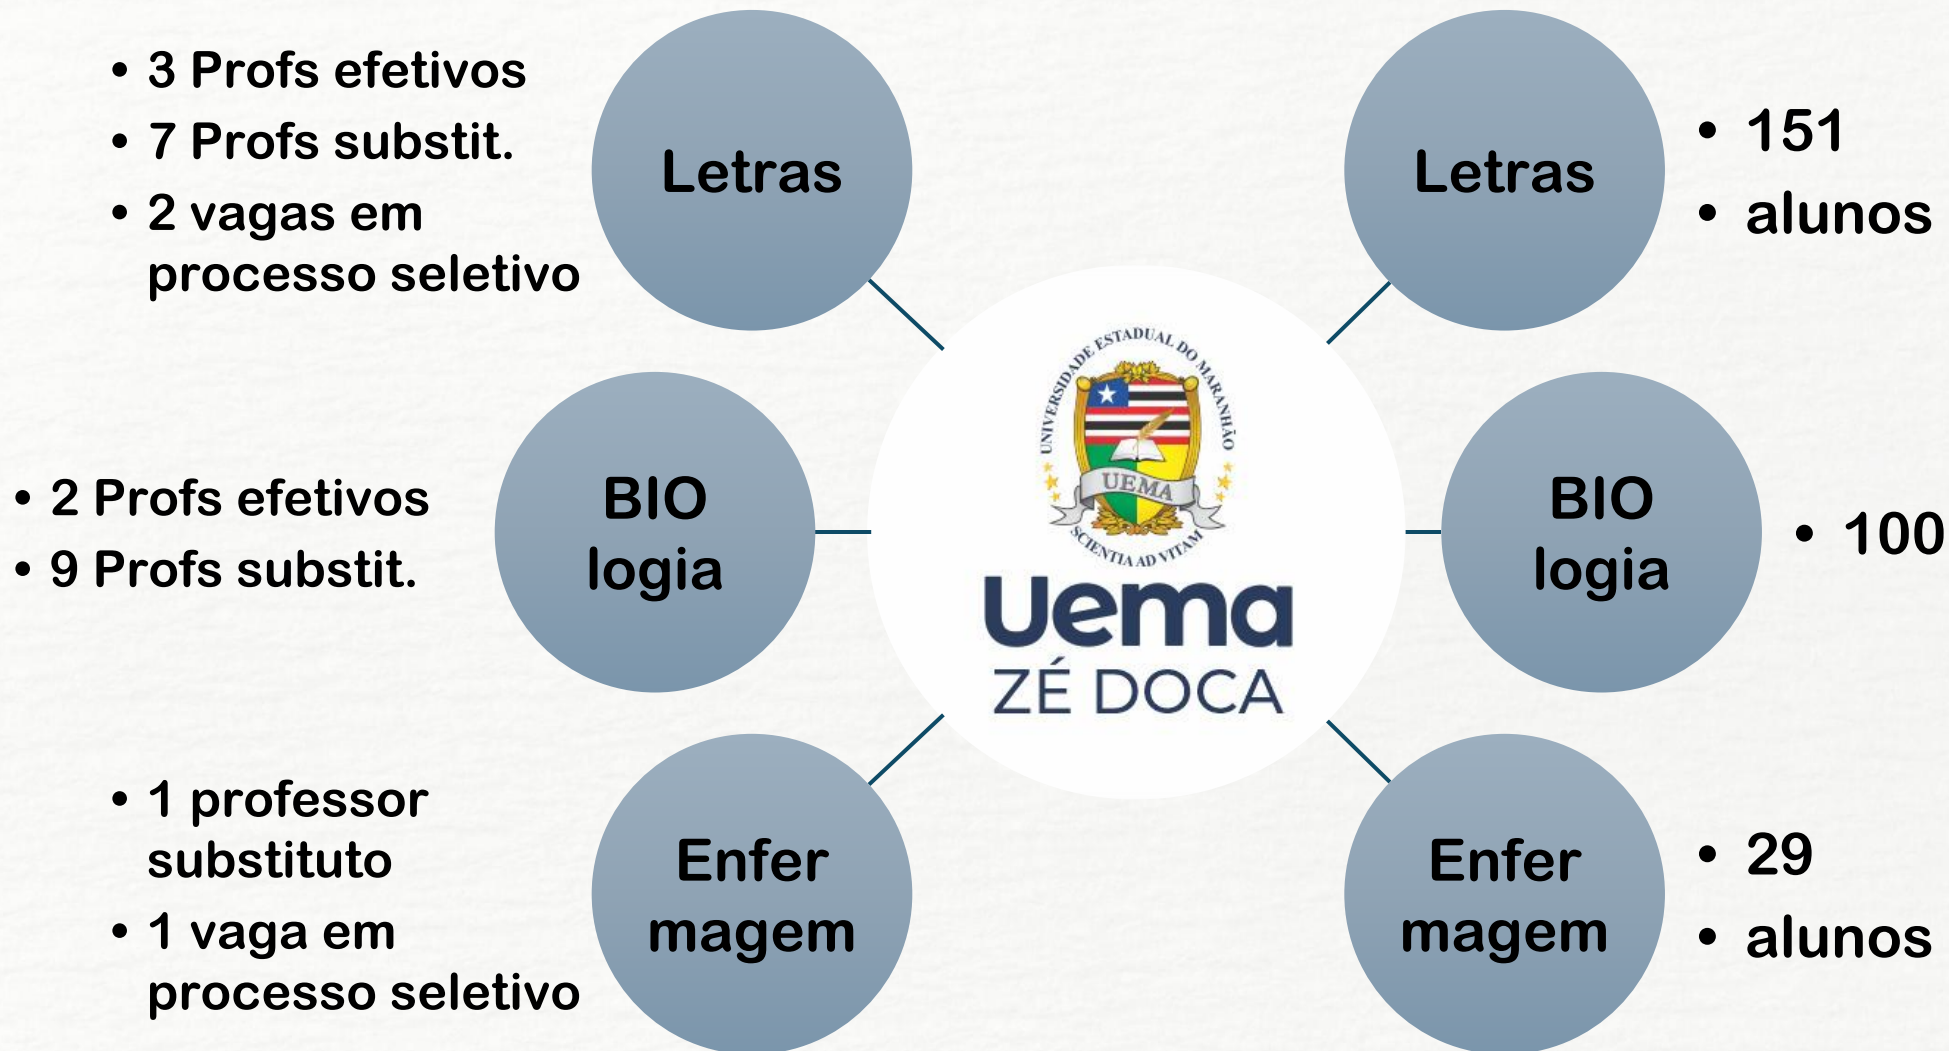 • 3 Profs efetivos
• 7 Profs substit.
• 2 vagas em
processo seletivo
Letras
Letras
• 151
• alunos
• 2 Profs efetivos
• 9 Profs substit.
BIO
logia
UNIVERSIDADE ESTADUAL DO MARANHÃO
UEMA
SCIENTIA AD VITAM
Uema
ZÉ DOCA
BIO
logia
• 100
• 1 professor
substituto
• 1 vaga em
processo seletivo
Enfer
magem
Enfer
magem
• 29
• alunos